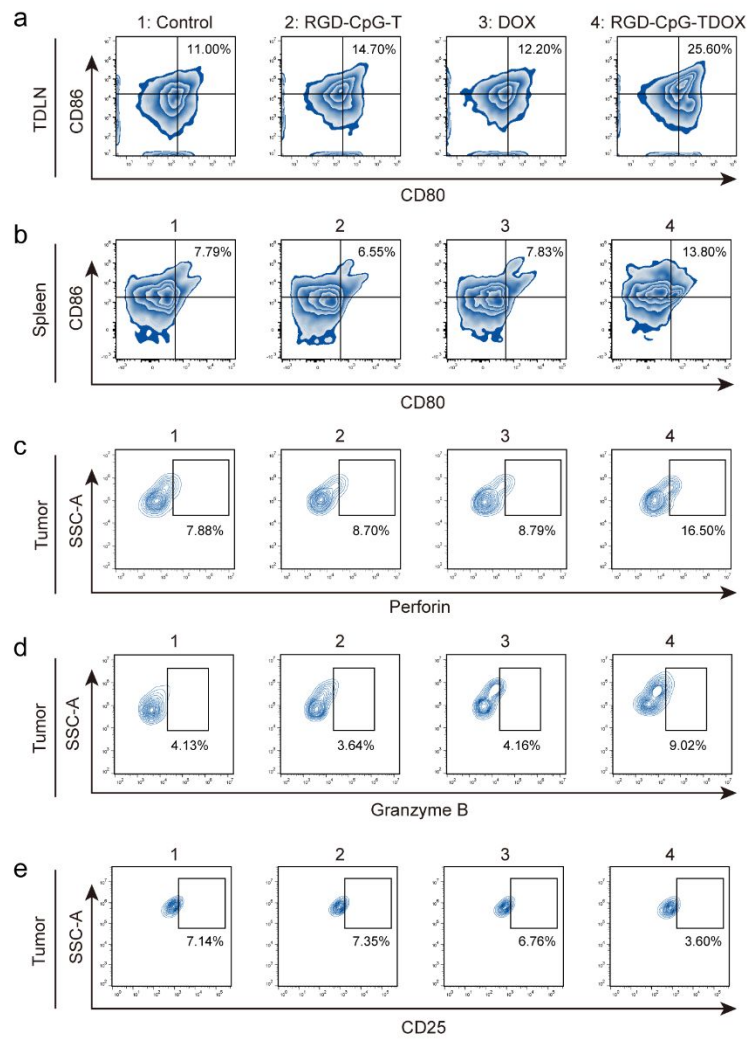 a
1: Control
2: RGD-CpG-T
3: DOX
4: RGD-CpG-TDOX
TDLN
CD86
11.00%
14.70%
12.20%
25.60%
CD80
b
1
2
3
4
Spleen
CD86
7.79%
6.55%
7.83%
13.80%
CD80
c
1
2
3
4
Tumor
SSC-A
7.88%
8.70%
8.79%
16.50%
Perforin
d
1
2
3
4
Tumor
SSC-A
4.13%
3.64%
4.16%
9.02%
Granzyme B
e
1
2
3
4
Tumor
SSC-A
7.14%
7.35%
6.76%
3.60%
CD25